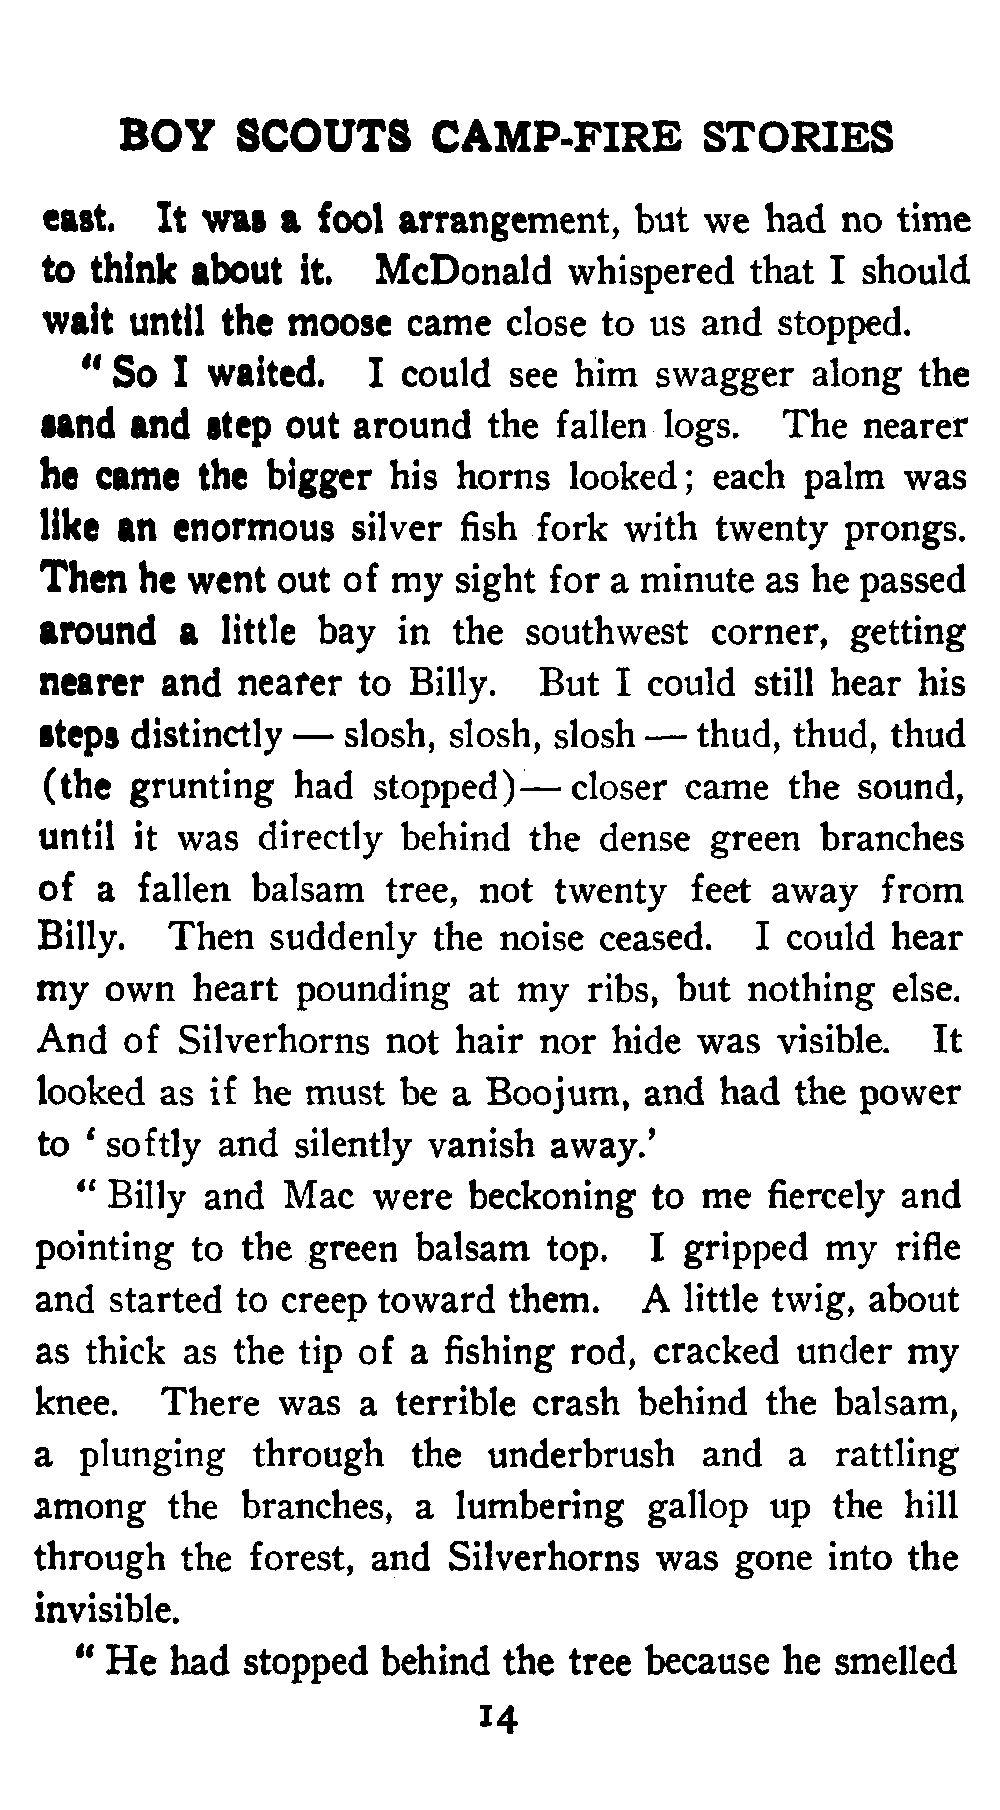 BOY SCOUTS CAMP-FIRE STORIES
east. It was a fool arrangement, but we had no time
to think about it. McDonald whispered that I should
wait until the moose came close to us and stopped.
" So I waited. I could see him swagger along the
sand and step out around the fallen logs. The nearer
he came the bigger his horns looked; each palm was
like an enormous silver fish fork with twenty prongs.
Then he went out of my sight for a minute as he passed
around a little bay in the southwest corner, getting
nearer and nearer to Billy. But I could still hear his
steps distinctly — slosh, slosh, slosh — thud, thud, thud
(the grunting had stopped)— closer came the sound,
until it was directly behind the dense green branches
of a fallen balsam tree, not twenty feet away from
Billy. Then suddenly the noise ceased. I could hear
my own heart pounding at my ribs, but nothing else.
And of Silverhorns not hair nor hide was visible. It
looked as if he must be a Boojum, and had the power
to ' softly and silently vanish away.'
" Billy and Mac were beckoning to me fiercely and
pointing to the green balsam top. I gripped my rifle
and started to creep toward them. A little twig, about
as thick as the tip of a fishing rod, cracked under my
knee. There was a terrible crash behind the balsam,
a plunging through the underbrush and a rattling
among the branches, a lumbering gallop up the hill
through the forest, and Silverhorns was gone into the
invisible.
" He had stopped behind the tree because he smelled
14